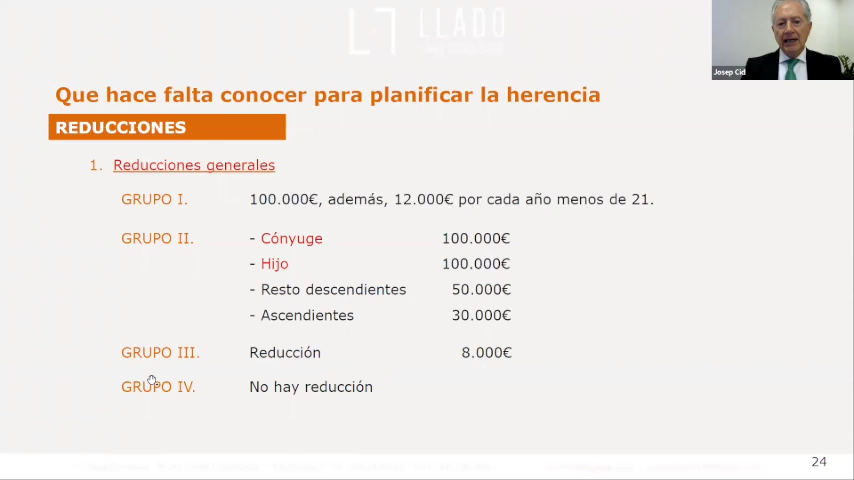 LLADO
Josep Cid
Que hace falta conocer para planificar la herencia
REDUCCIONES
1. Reducciones generales
GRUPO I. 100.000€, además, 12.000€ por cada año menos de 21.
GRUPO II. - Cónyuge 100.000€
- Hijo 100.000€
- Resto descendientes 50.000€
- Ascendientes 30.000€
GRUPO III. Reducción 8.000€
GRUPO IV. No hay reducción
24